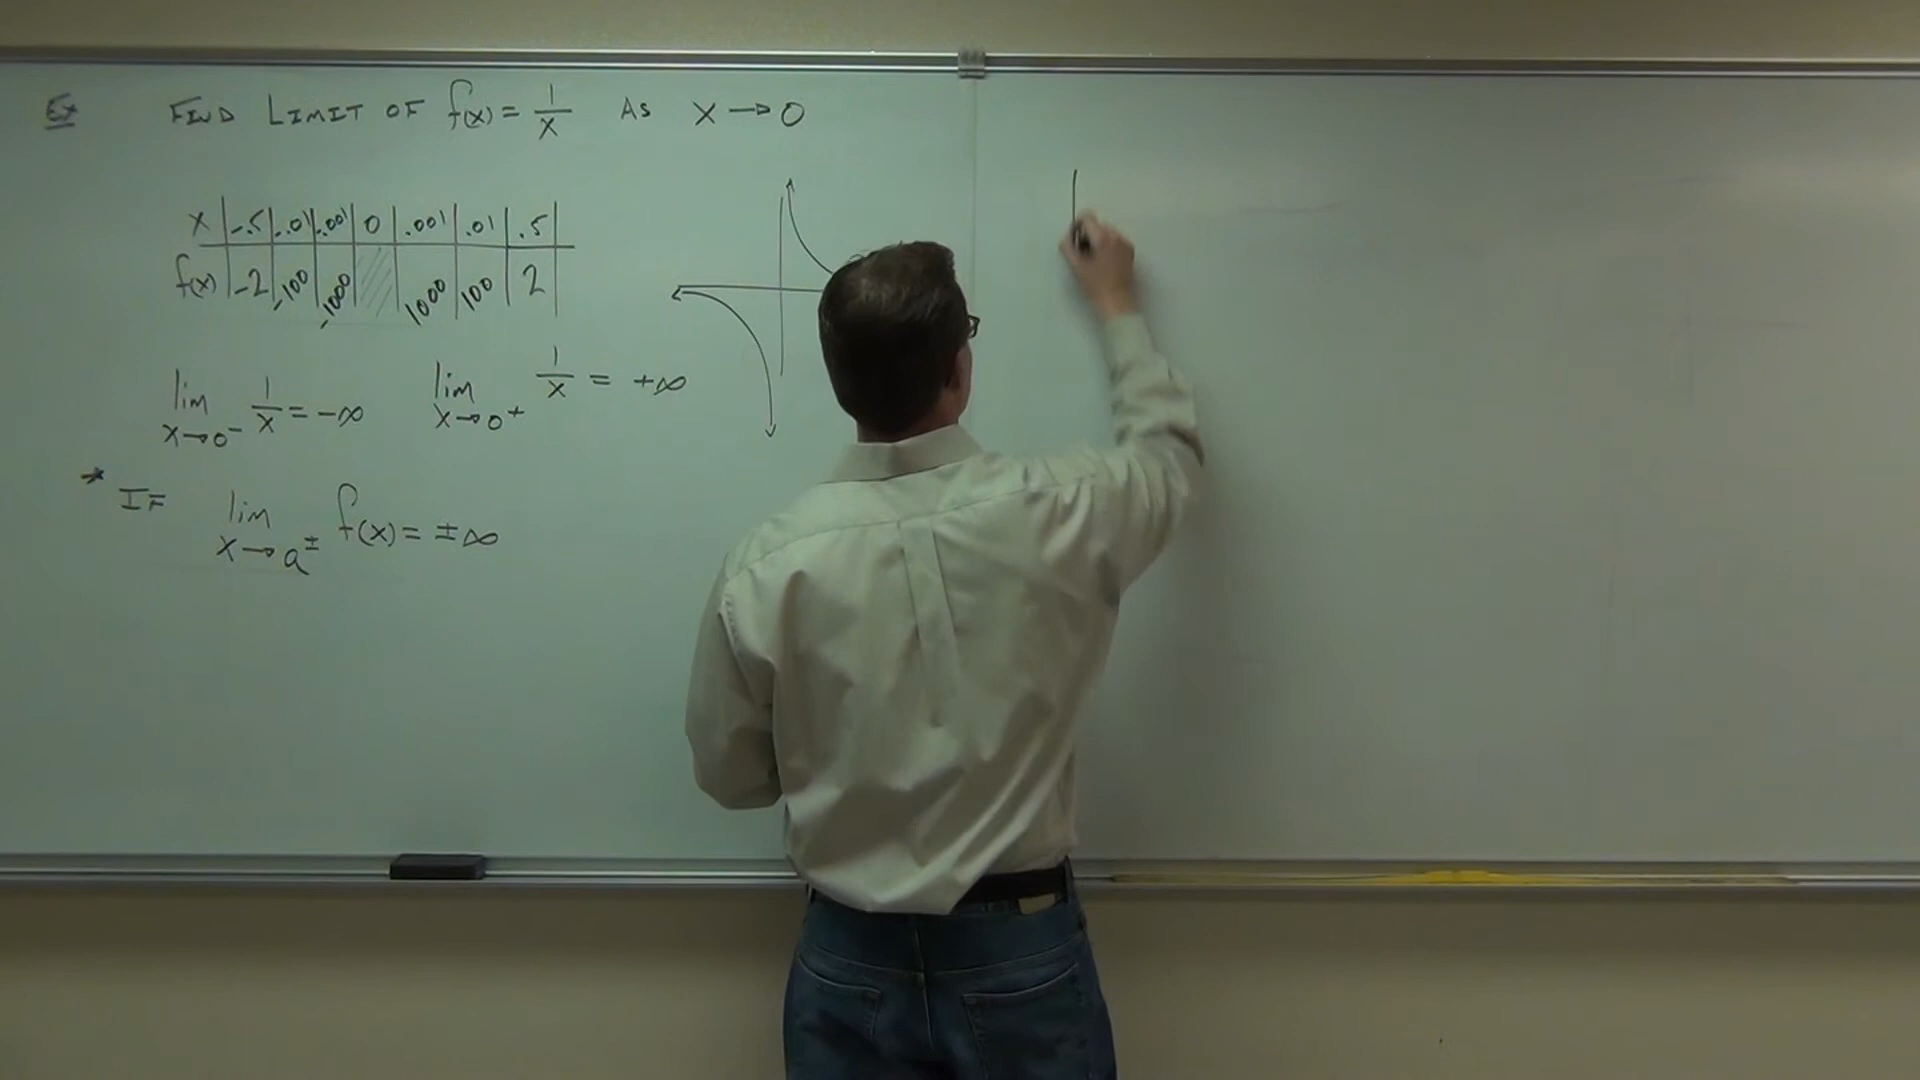 Ex FIND LIMIT OF f(x) = 1/x AS x → 0
x | -.5 | -.01 | -.001 | 0 | .001 | .01 | .5
f(x) | -2 | -100 | -1000 | | 1000 | 100 | 2
lim x→0⁻ 1/x = -∞ lim x→0⁺ 1/x = +∞
* IF lim x→a± f(x) = ±∞